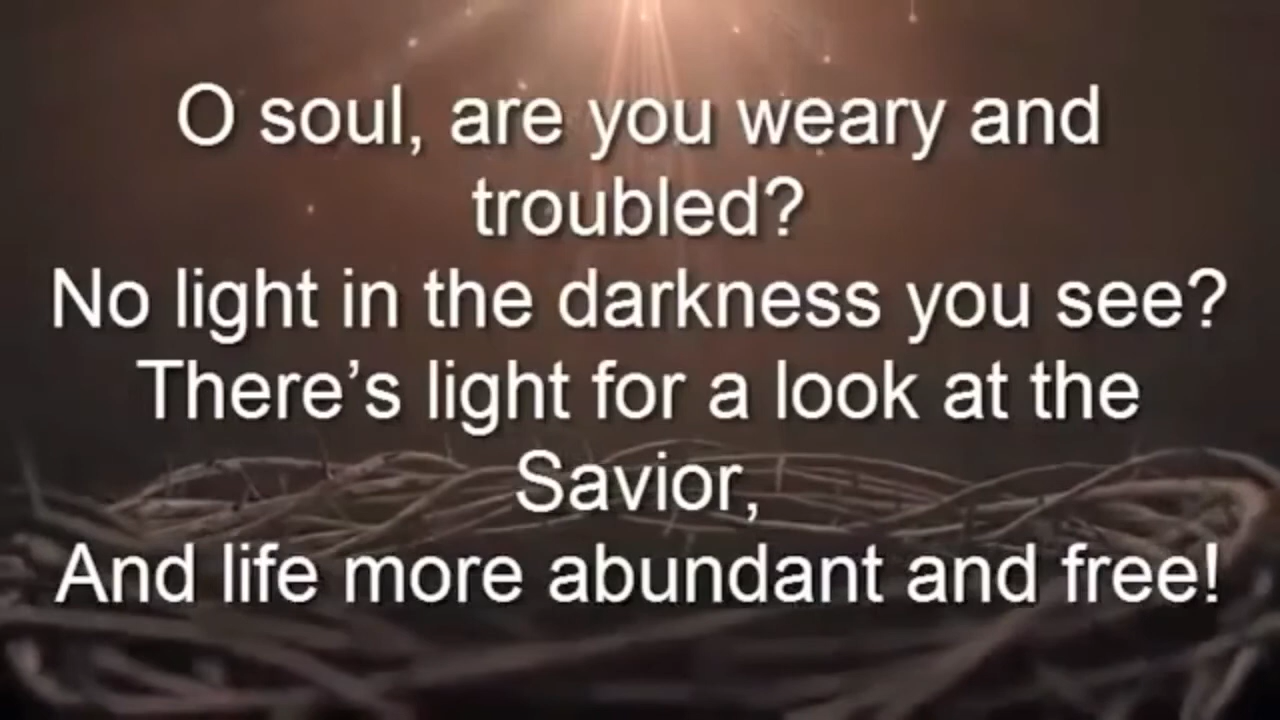 O soul, are you weary and
troubled?
No light in the darkness you see?
There’s light for a look at the
Savior,
And life more abundant and free!